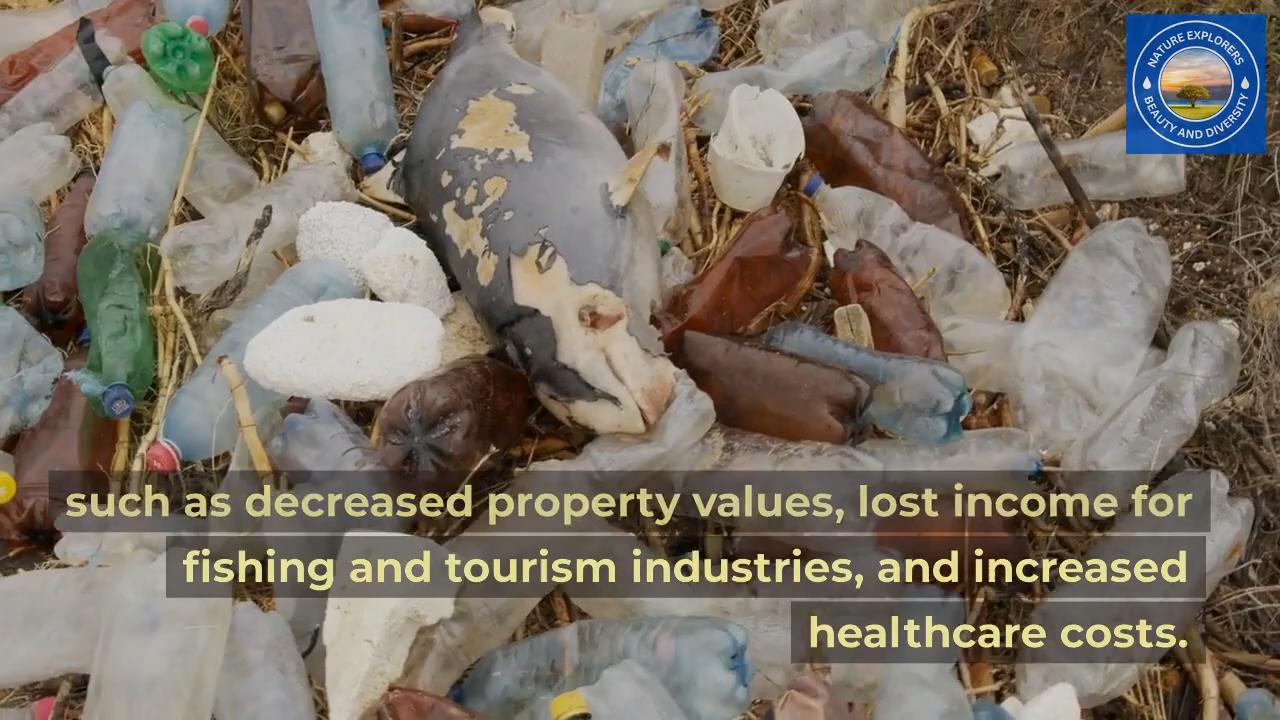 NATURE EXPLORERS
BEAUTY AND DIVERSITY
such as decreased property values, lost income for
fishing and tourism industries, and increased
healthcare costs.